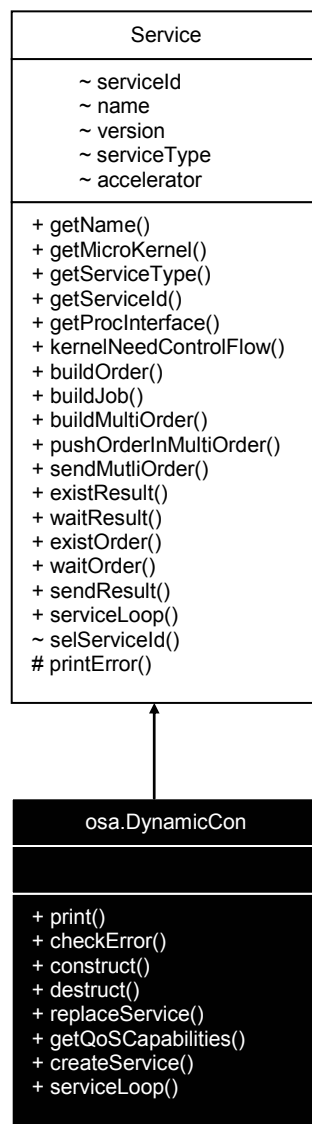 Service
~ serviceId
~ name
~ version
~ serviceType
~ accelerator
+ getName()
+ getMicroKernel()
+ getServiceType()
+ getServiceId()
+ getProcInterface()
+ kernelNeedControlFlow()
+ buildOrder()
+ buildJob()
+ buildMultiOrder()
+ pushOrderInMultiOrder()
+ sendMutliOrder()
+ existResult()
+ waitResult()
+ existOrder()
+ waitOrder()
+ sendResult()
+ serviceLoop()
~ selServiceId()
# printError()
osa.DynamicCon
+ print()
+ checkError()
+ construct()
+ destruct()
+ replaceService()
+ getQoSCapabilities()
+ createService()
+ serviceLoop()